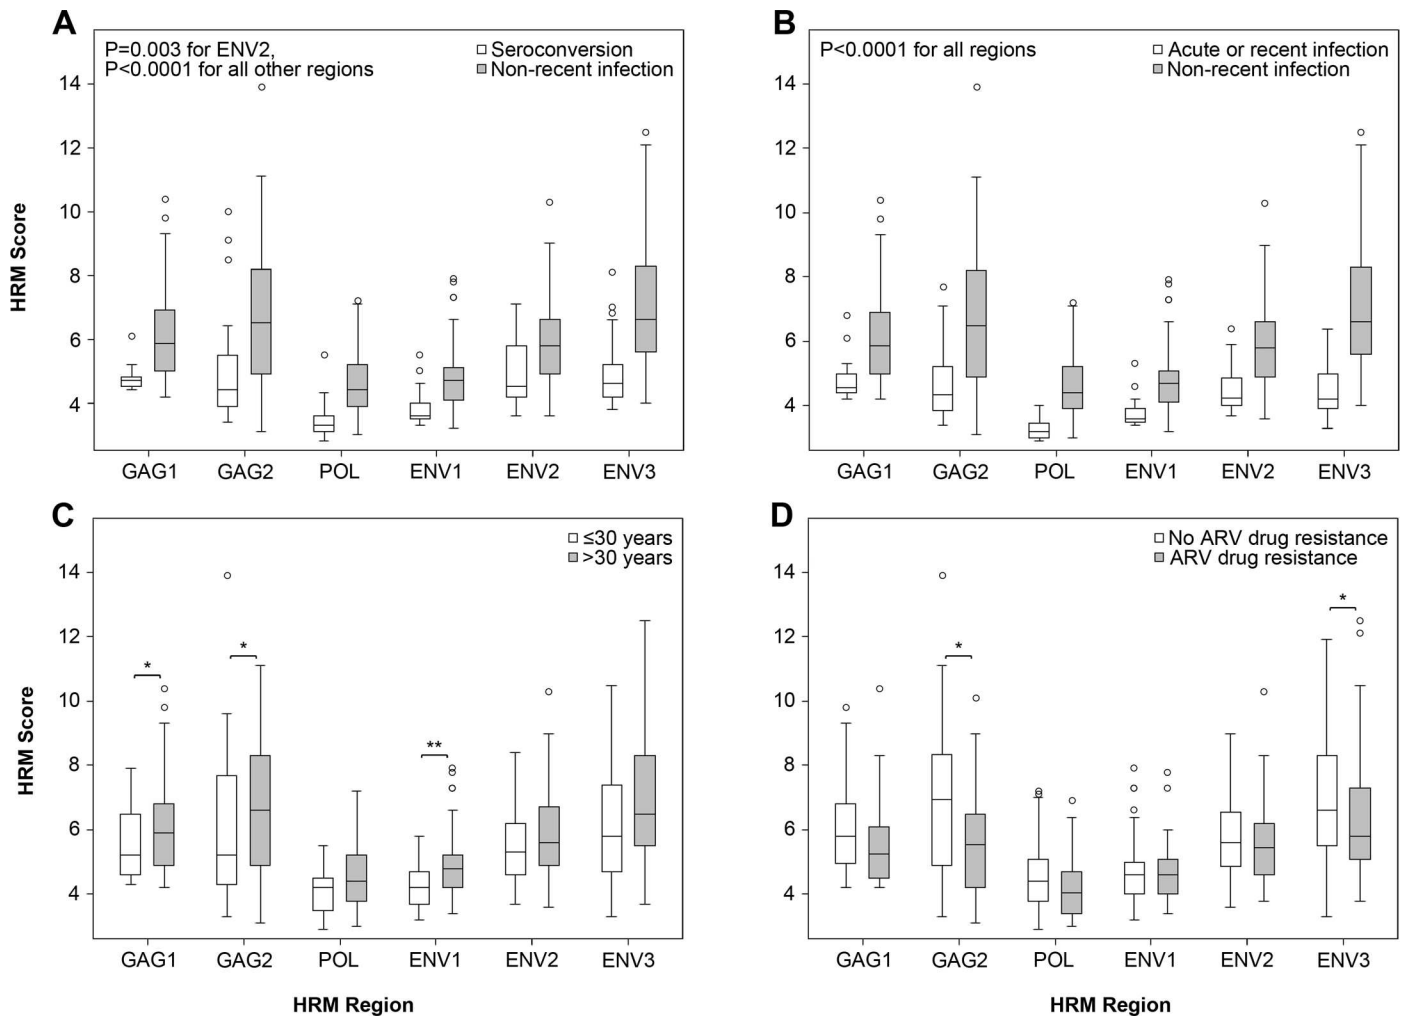 A
P=0.003 for ENV2,
P<0.0001 for all other regions
Seroconversion
Non-recent infection
14
12
10
8
6
4
HRM Score
GAG1 GAG2 POL ENV1 ENV2 ENV3
B
P<0.0001 for all regions
Acute or recent infection
Non-recent infection
14
12
10
8
6
4
GAG1 GAG2 POL ENV1 ENV2 ENV3
C
≤30 years
>30 years
14
12
10
8
6
4
* * **
HRM Score
GAG1 GAG2 POL ENV1 ENV2 ENV3
HRM Region
D
No ARV drug resistance
ARV drug resistance
14
12
10
8
6
4
* *
GAG1 GAG2 POL ENV1 ENV2 ENV3
HRM Region